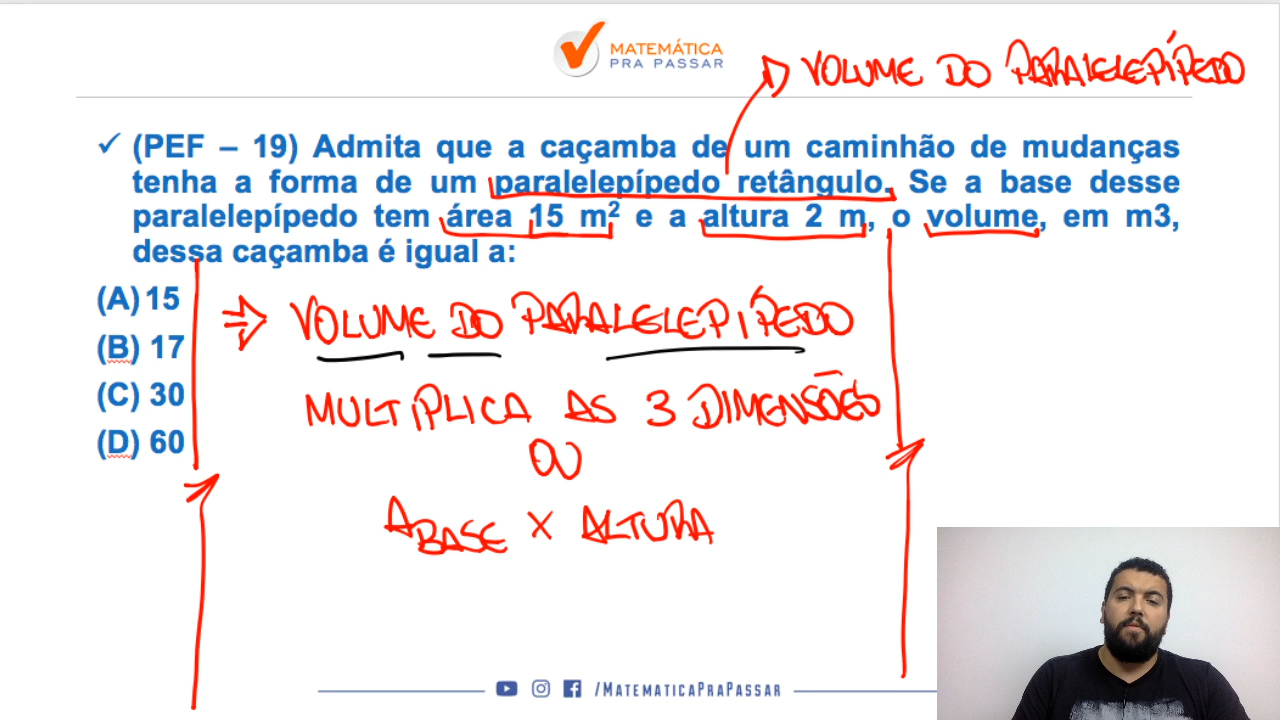 MATEMÁTICA
PRA PASSAR
VOLUME DO PARALELEPÍPEDO
✓ (PEF – 19) Admita que a caçamba de um caminhão de mudanças
tenha a forma de um paralelepípedo retângulo. Se a base desse
paralelepípedo tem área 15 m² e a altura 2 m, o volume, em m3,
dessa caçamba é igual a:
(A) 15
(B) 17
(C) 30
(D) 60
⇒ VOLUME DO PARALELEPÍPEDO
MULTIPLICA AS 3 DIMENSÕES
OU
ABASE X ALTURA
/MATEMATICAPRAPASSAR